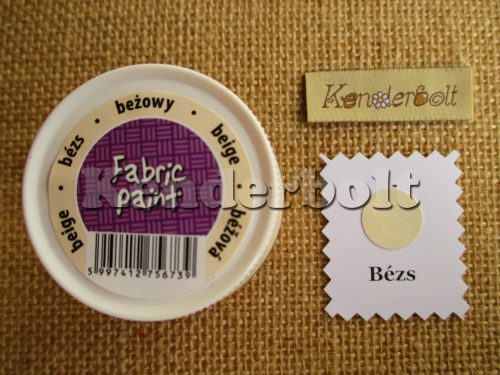 beige • bézs • beżowy • beige • béžová
Fabric
paint
5 997412 756739
Kenderbolt
Bézs
Kenderbolt